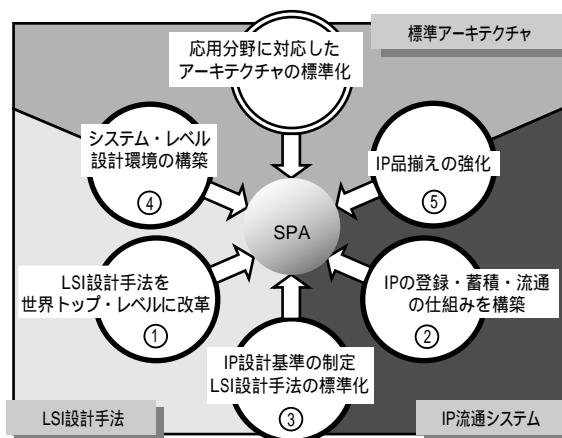 標準アーキテクチャ
応用分野に対応した
アーキテクチャの標準化
システム・レベル
設計環境の構築
④
IP品揃えの強化
⑤
SPA
LSI設計手法を
世界トップ・レベルに改革
①
IPの登録・蓄積・流通
の仕組みを構築
②
IP設計基準の制定
LSI設計手法の標準化
③
LSI設計手法
IP流通システム